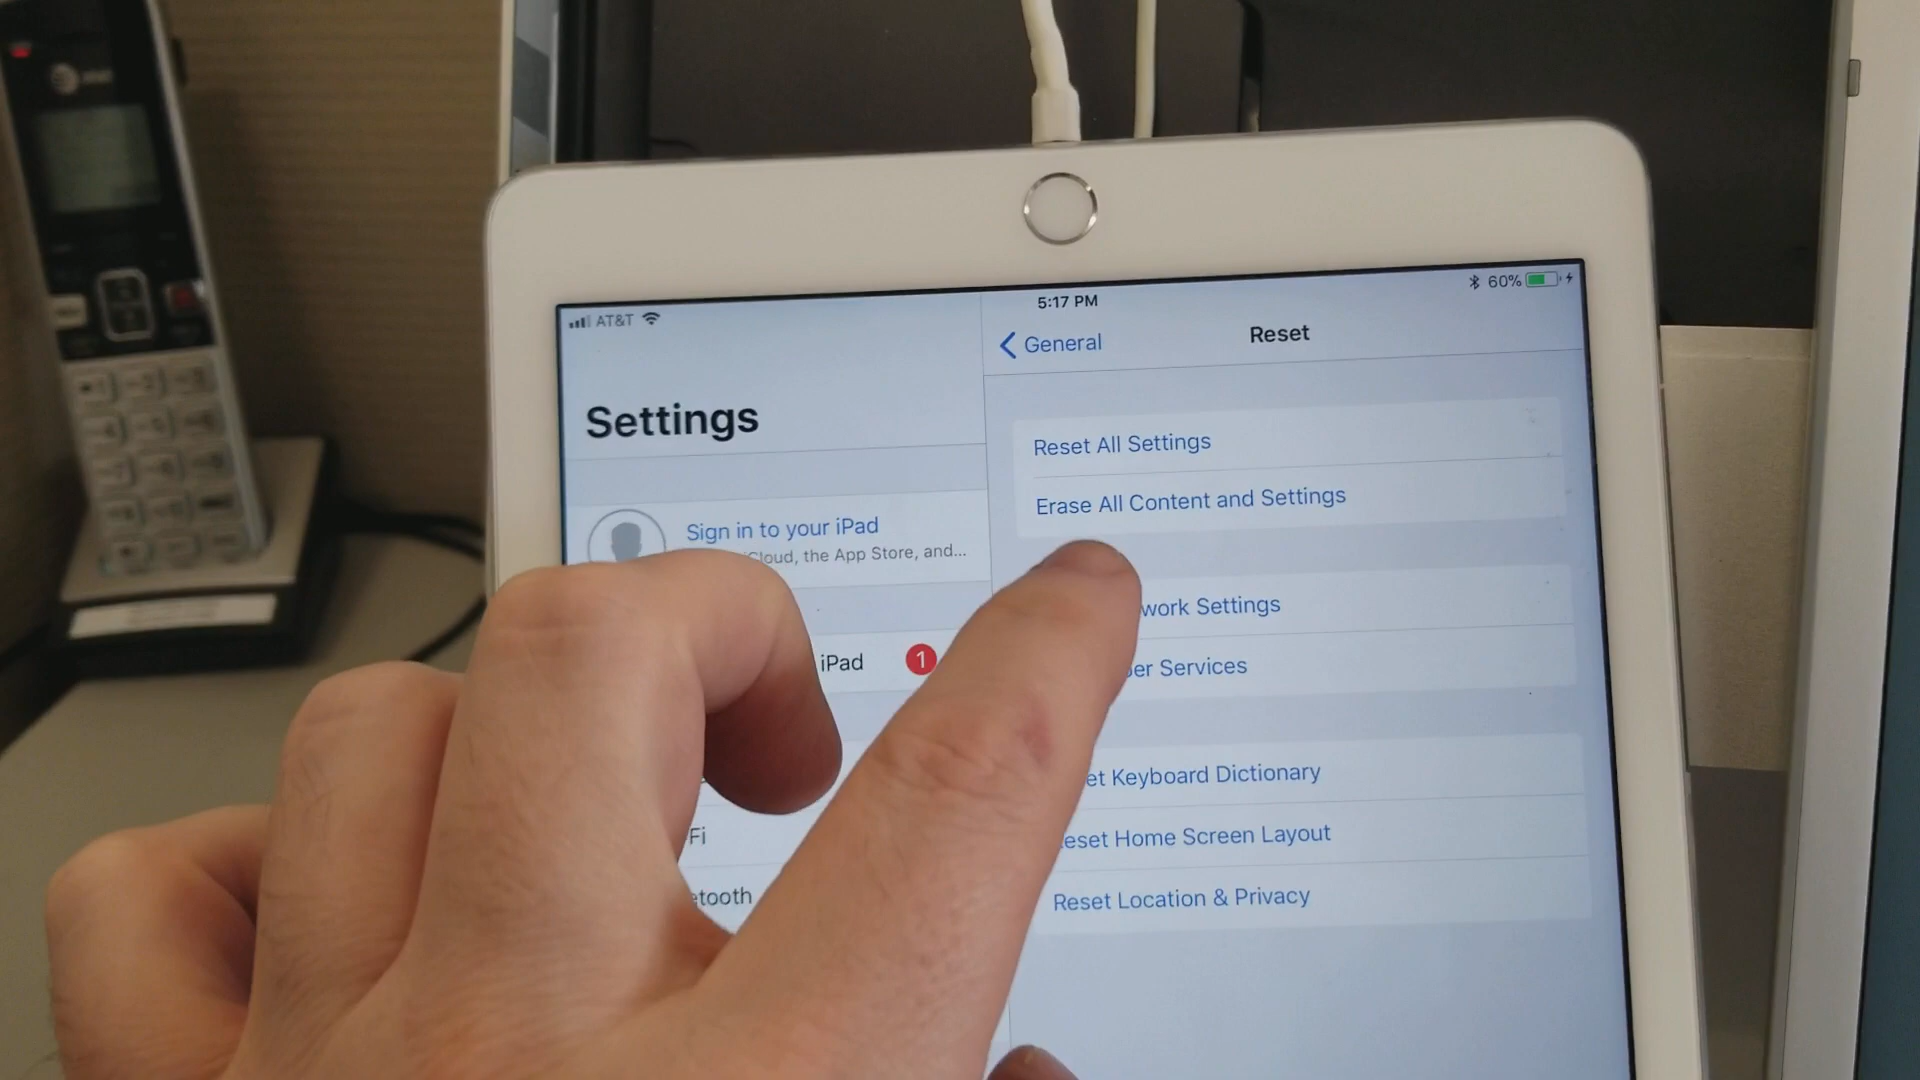 AT&T
5:17 PM
60%
General
Reset
Settings
Reset All Settings
Erase All Content and Settings
Sign in to your iPad
Cloud, the App Store, and...
work Settings
iPad
1
er Services
et Keyboard Dictionary
Fi
eset Home Screen Layout
etooth
Reset Location & Privacy